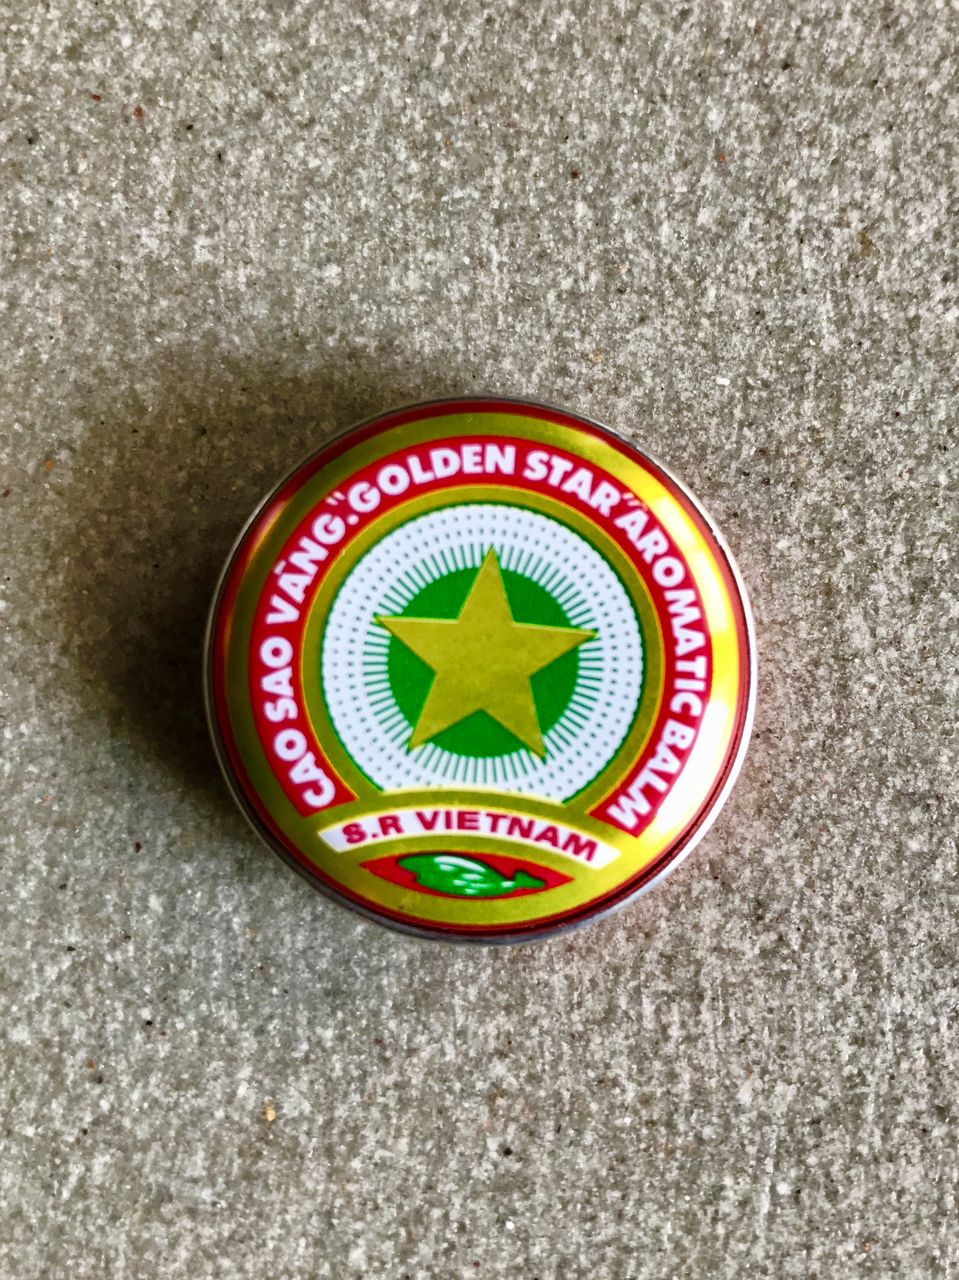 CAO SAO VÀNG."GOLDEN STAR"AROMATIC BALM
S.R VIETNAM